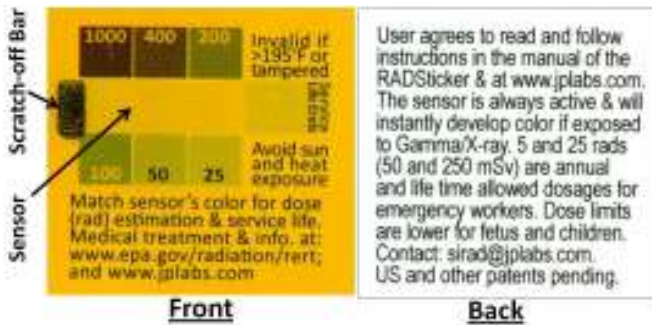 Scratch-off Bar
Sensor
1000 400 200
Invalid if
>195°F or
tampered
Service
Avoid sun
and heat
exposure
100 50 25
Match sensor's color for dose
(rad) estimation & service life.
Medical treatment & info. at:
www.epa.gov/radiation/rert;
and www.jplabs.com
Front
User agrees to read and follow
instructions in the manual of the
RADSticker & at www.jplabs.com.
The sensor is always active & will
instantly develop color if exposed
to Gamma/X-ray. 5 and 25 rads
(50 and 250 mSv) are annual
and life time allowed dosages for
emergency workers. Dose limits
are lower for fetus and children.
Contact: sirad@jplabs.com.
US and other patents pending.
Back